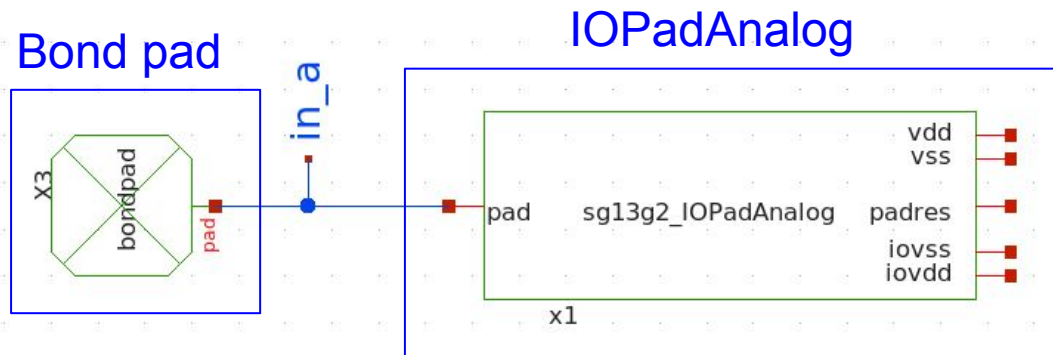 Bond pad
IOPadAnalog
in_a
X3
bondpad
pad
pad
sg13g2_IOPadAnalog
vdd
vss
padres
iovss
iovdd
x1